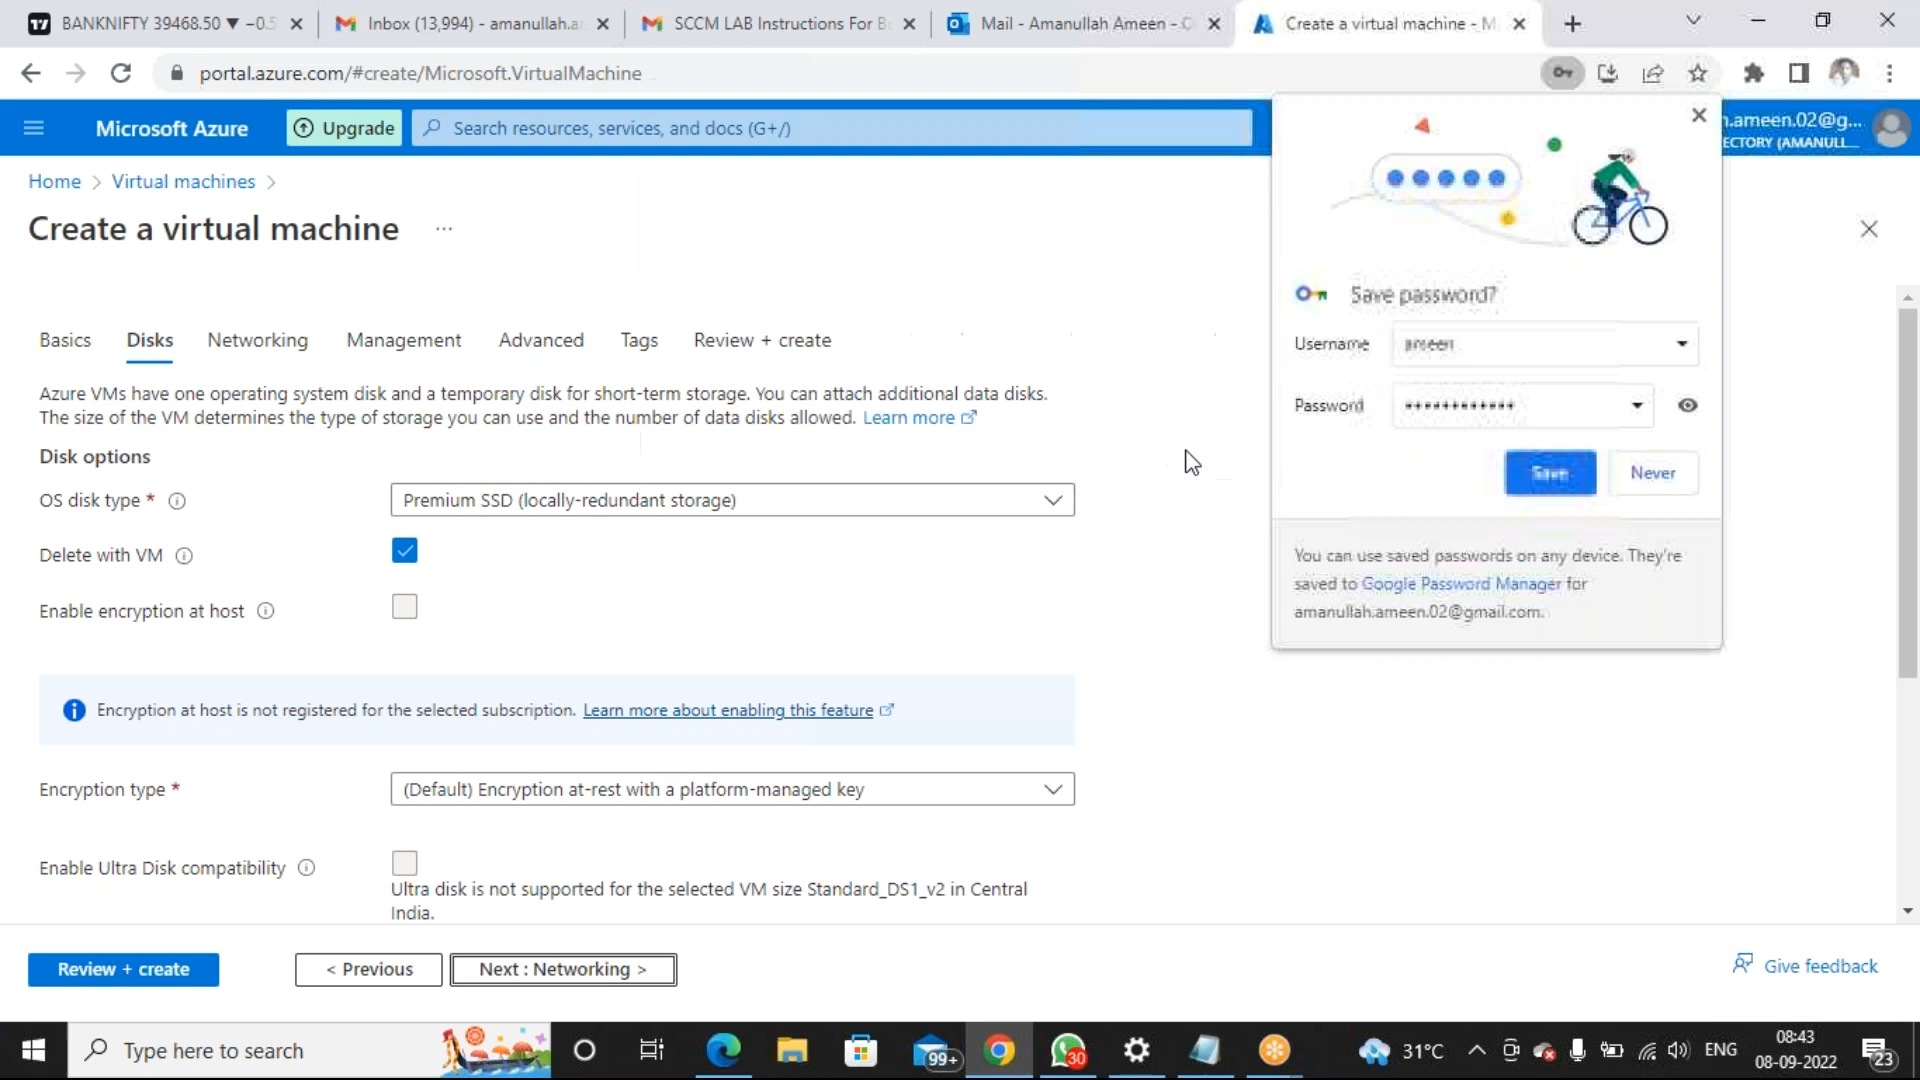 BANKNIFTY 39468.50 ▼ −0.5
Inbox (13,994) - amanullah.a
SCCM LAB Instructions For B
Mail - Amanullah Ameen - O
Create a virtual machine - M
portal.azure.com/#create/Microsoft.VirtualMachine
Microsoft Azure
Upgrade
Search resources, services, and docs (G+/)
h.ameen.02@g...
ECTORY (AMANULL...
Home > Virtual machines >
Create a virtual machine ...
Basics
Disks
Networking
Management
Advanced
Tags
Review + create
Azure VMs have one operating system disk and a temporary disk for short-term storage. You can attach additional data disks.
The size of the VM determines the type of storage you can use and the number of data disks allowed. Learn more
Disk options
OS disk type *
Premium SSD (locally-redundant storage)
Delete with VM
Enable encryption at host
Encryption at host is not registered for the selected subscription. Learn more about enabling this feature
Encryption type *
(Default) Encryption at-rest with a platform-managed key
Enable Ultra Disk compatibility
Ultra disk is not supported for the selected VM size Standard_DS1_v2 in Central
India.
Review + create
< Previous
Next : Networking >
Give feedback
Save password?
Username
ameen
Password
••••••••••••
Save
Never
You can use saved passwords on any device. They're
saved to Google Password Manager for
amanullah.ameen.02@gmail.com.
Type here to search
99+
30
31°C
ENG
08:43
08-09-2022
23